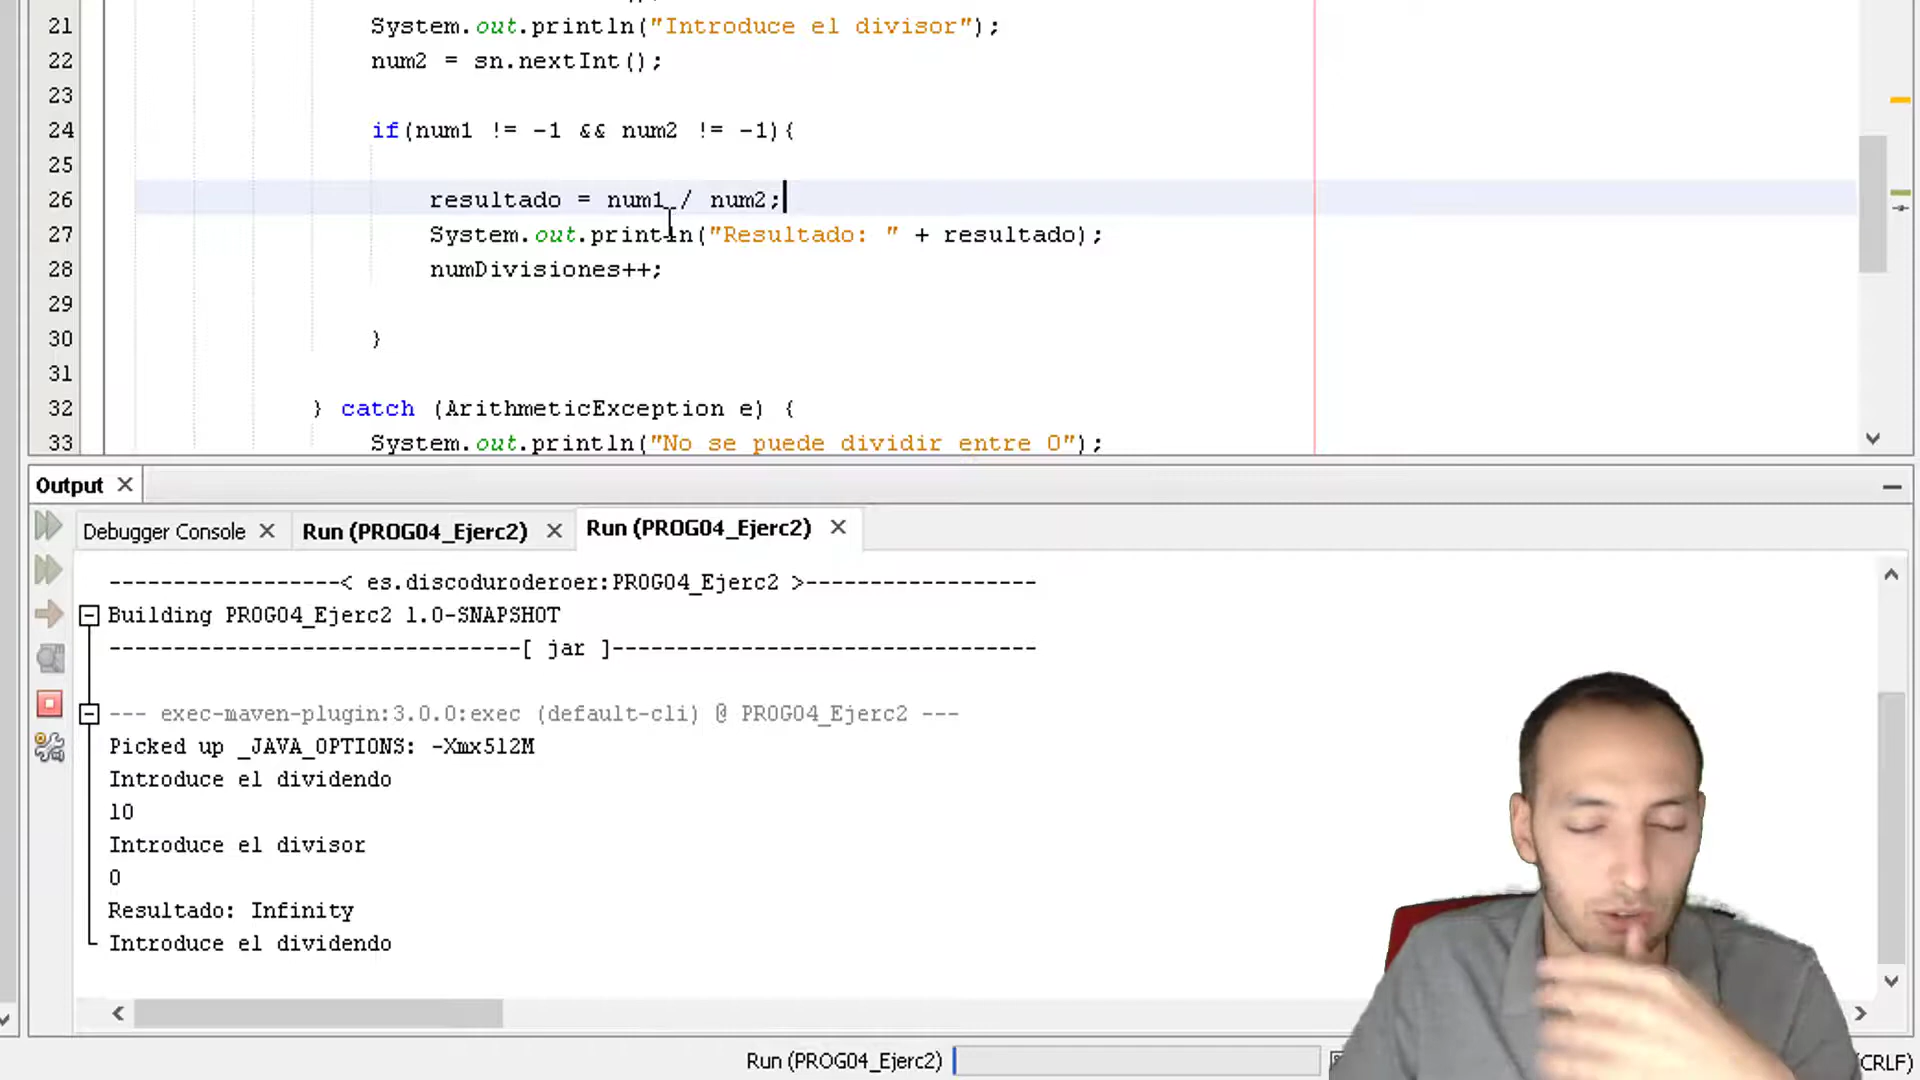 21 System.out.println("Introduce el divisor");
22 num2 = sn.nextInt();
23
24 if(num1 != -1 && num2 != -1){
25
26 resultado = num1 / num2;
27 System.out.println("Resultado: " + resultado);
28 numDivisiones++;
29
30 }
31
32 } catch (ArithmeticException e) {
33 System.out.println("No se puede dividir entre 0");
Output
Debugger Console
Run (PROG04_Ejerc2)
Run (PROG04_Ejerc2)
------------------< es.discoduroderoer:PROG04_Ejerc2 >------------------
Building PROG04_Ejerc2 1.0-SNAPSHOT
--------------------------------[ jar ]---------------------------------
--- exec-maven-plugin:3.0.0:exec (default-cli) @ PROG04_Ejerc2 ---
Picked up _JAVA_OPTIONS: -Xmx512M
Introduce el dividendo
10
Introduce el divisor
0
Resultado: Infinity
Introduce el dividendo
Run (PROG04_Ejerc2)
(CRLF)